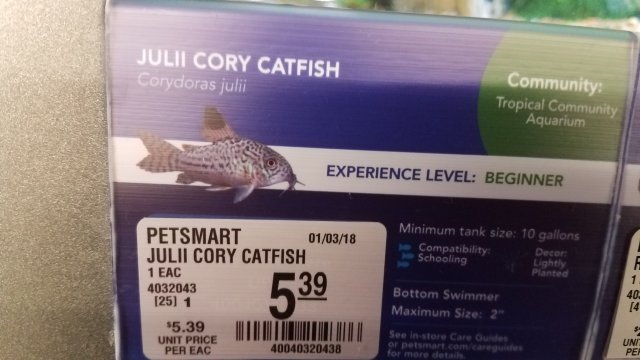 JULII CORY CATFISH
Corydoras julii
Community:
Tropical Community
Aquarium
EXPERIENCE LEVEL: BEGINNER
PETSMART 01/03/18
JULII CORY CATFISH
1 EAC
4032043
[25] 1
5.39
$5.39
UNIT PRICE
PER EAC
40040320438
Minimum tank size: 10 gallons
Compatibility:
Schooling
Decor:
Lightly
Planted
Bottom Swimmer
Maximum Size: 2"
See in-store Care Guides
or petsmart.com/careguides
for more details.